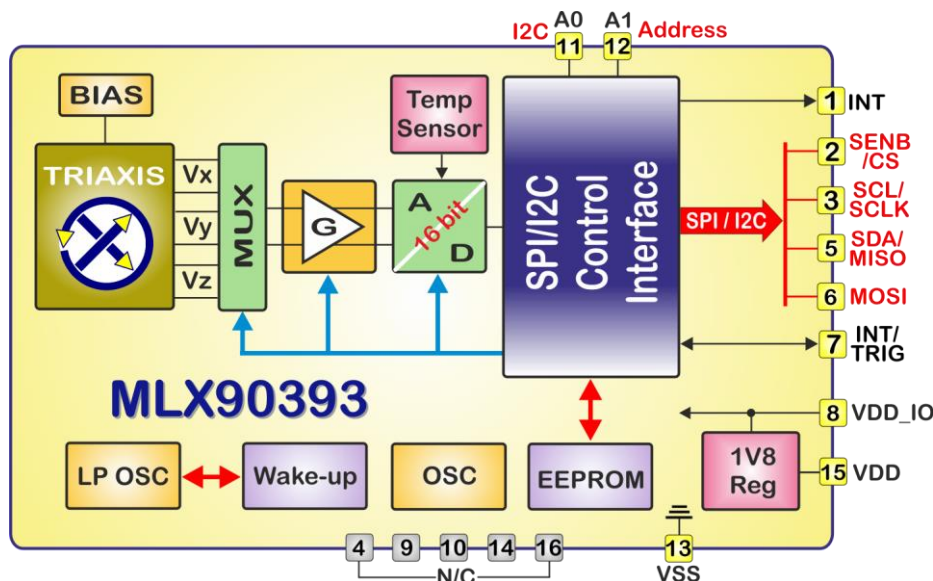 I2C
A0
A1
Address
11
12
BIAS
Temp
Sensor
TRIAXIS
Vx
Vy
Vz
MUX
G
A
16 bit
D
SPI/I2C
Control
Interface
SPI / I2C
1
INT
2
SENB
/CS
3
SCL/
SCLK
5
SDA/
MISO
6
MOSI
7
INT/
TRIG
8
VDD_IO
MLX90393
LP OSC
Wake-up
OSC
EEPROM
1V8
Reg
15
VDD
4
9
10
14
16
N/C
13
VSS